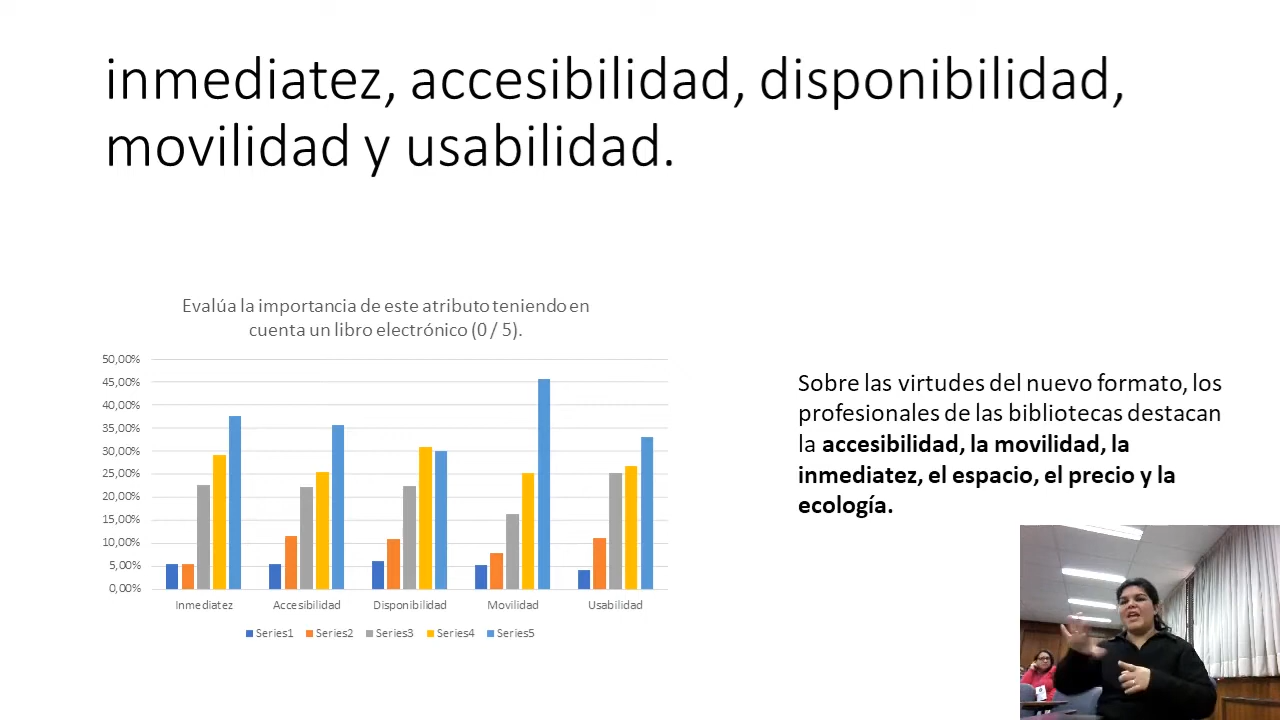 inmediatez, accesibilidad, disponibilidad,
movilidad y usabilidad.
Evalúa la importancia de este atributo teniendo en
cuenta un libro electrónico (0 / 5).
50,00%
45,00%
40,00%
35,00%
30,00%
25,00%
20,00%
15,00%
10,00%
5,00%
0,00%
Inmediatez Accesibilidad Disponibilidad Movilidad Usabilidad
Series1 Series2 Series3 Series4 Series5
Sobre las virtudes del nuevo formato, los
profesionales de las bibliotecas destacan
la accesibilidad, la movilidad, la
inmediatez, el espacio, el precio y la
ecología.